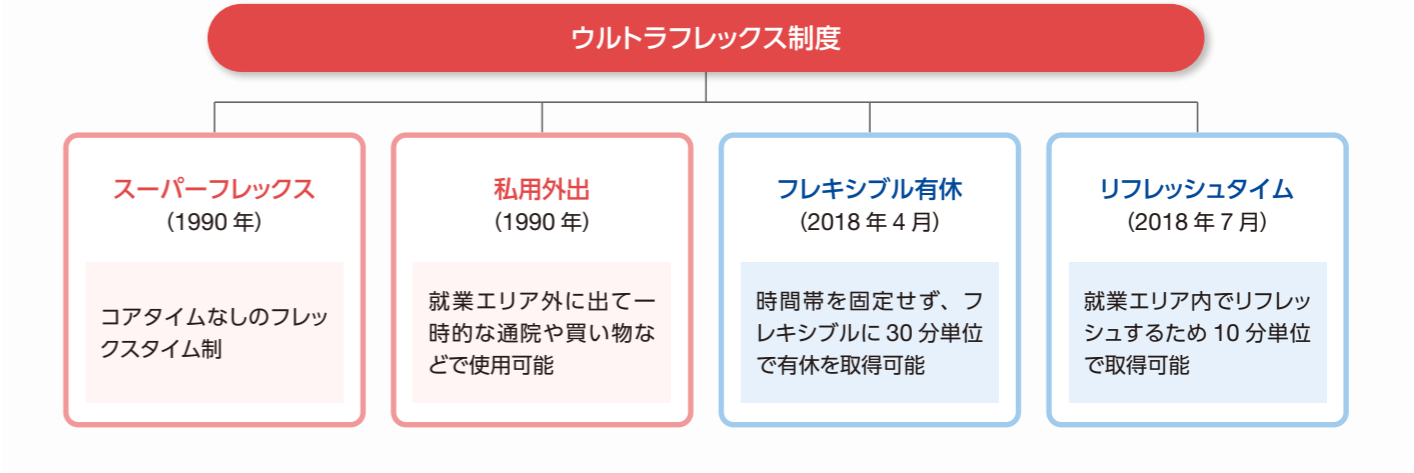 ウルトラフレックス制度
スーパーフレックス
(1990 年)
コアタイムなしのフレッ
クスタイム制
私用外出
(1990 年)
就業エリア外に出て一
時的な通院や買い物な
どで使用可能
フレキシブル有休
(2018 年 4 月)
時間帯を固定せず、フ
レキシブルに 30 分単位
で有休を取得可能
リフレッシュタイム
(2018 年 7 月)
就業エリア内でリフレッ
シュするため 10 分単位
で取得可能